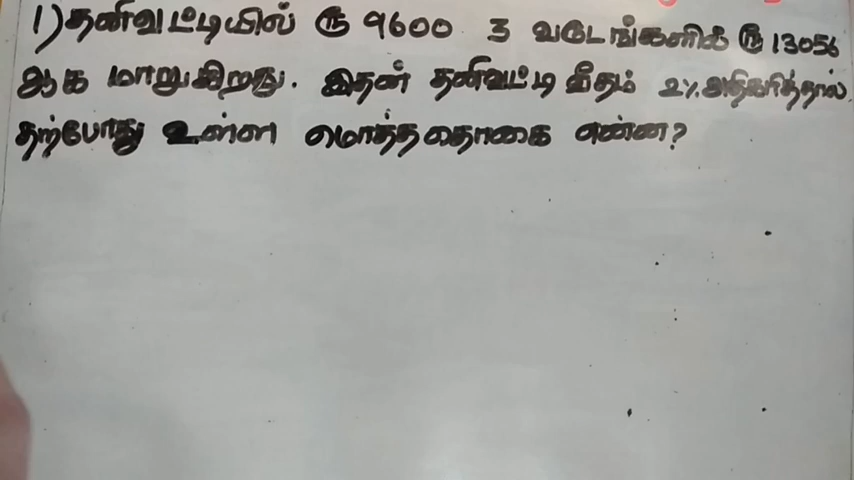 1) தனிவட்டியில் ரூ 9600 3 வருடங்களில் ரூ 13056
ஆக மாறுகிறது. இதன் தனிவட்டி வீதம் 2% அதிகரித்தால்,
தற்போது உள்ள மொத்த தொகை என்ன?